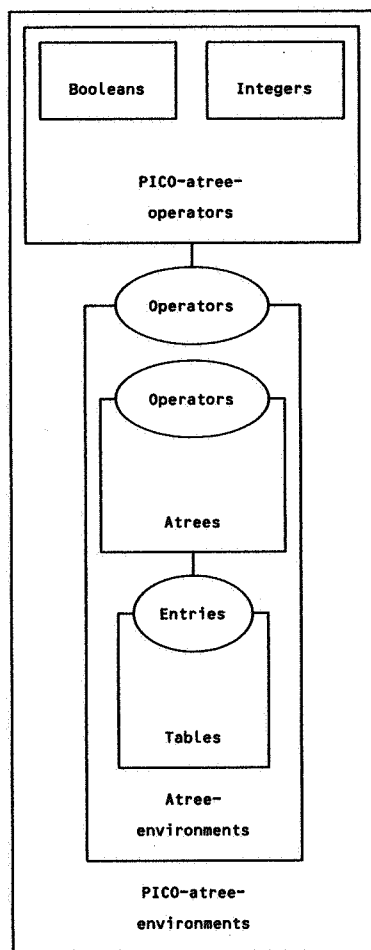 Booleans Integers
PICO-atree-
operators
Operators
Operators
Atrees
Entries
Tables
Atree-
environments
PICO-atree-
environments